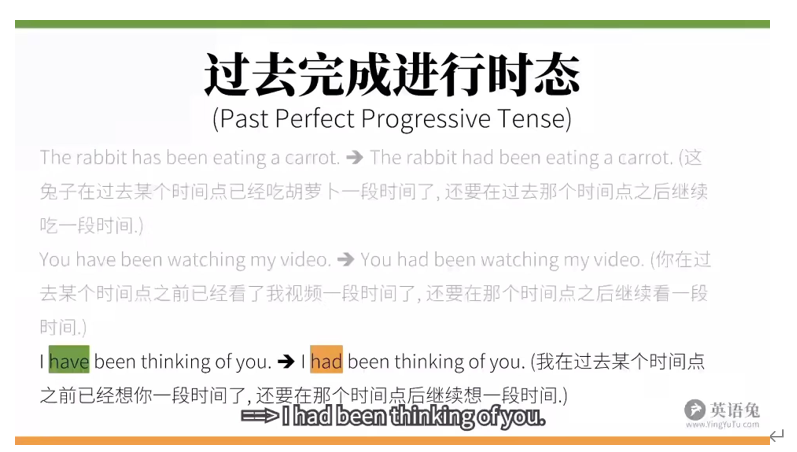 过去完成进行时态
(Past Perfect Progressive Tense)
The rabbit has been eating a carrot. ➔ The rabbit had been eating a carrot. (这
兔子在过去某个时间点已经吃胡萝卜一段时间了, 还要在过去那个时间点之后继续
吃一段时间.)
You have been watching my video. ➔ You had been watching my video. (你在过
去某个时间点之前已经看了我视频一段时间了, 还要在那个时间点之后继续看一段
时间.)
I have been thinking of you. ➔ I had been thinking of you. (我在过去某个时间点
之前已经想你一段时间了, 还要在那个时间点后继续想一段时间.)
==> I had been thinking of you.
英语兔
www.YingYuTu.com